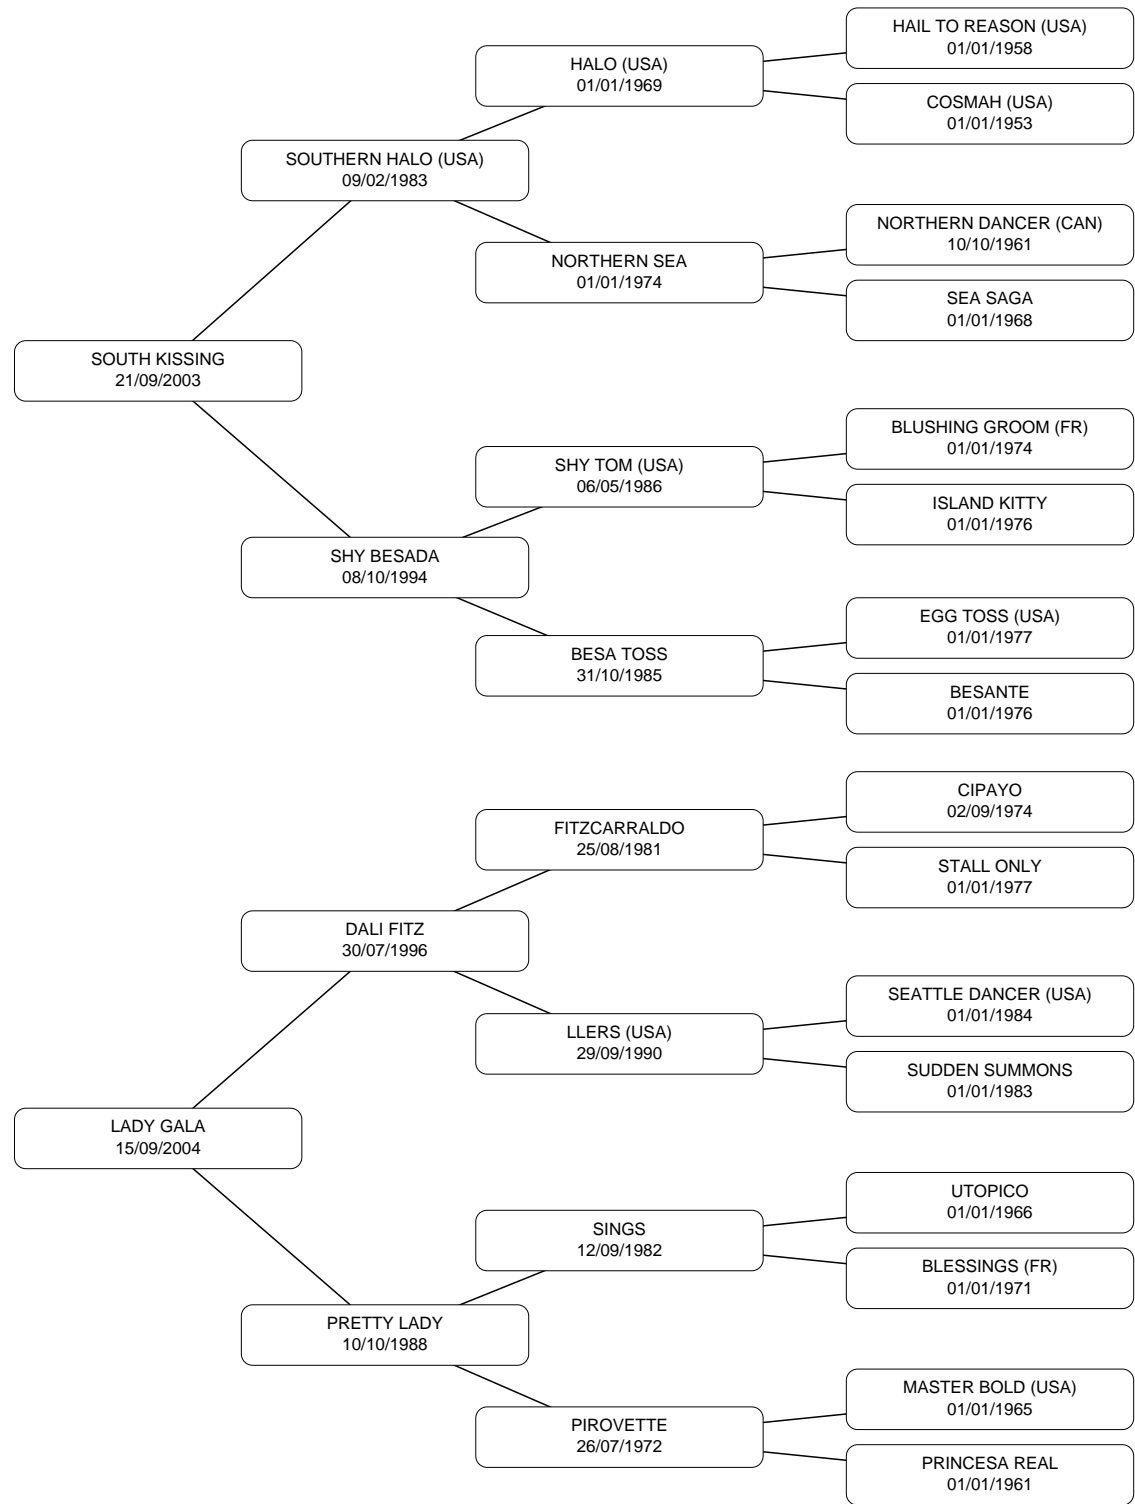 HAIL TO REASON (USA)
01/01/1958
HALO (USA)
01/01/1969
COSMAH (USA)
01/01/1953
SOUTHERN HALO (USA)
09/02/1983
NORTHERN DANCER (CAN)
10/10/1961
NORTHERN SEA
01/01/1974
SEA SAGA
01/01/1968
SOUTH KISSING
21/09/2003
BLUSHING GROOM (FR)
01/01/1974
SHY TOM (USA)
06/05/1986
ISLAND KITTY
01/01/1976
SHY BESADA
08/10/1994
EGG TOSS (USA)
01/01/1977
BESA TOSS
31/10/1985
BESANTE
01/01/1976
CIPAYO
02/09/1974
FITZCARRALDO
25/08/1981
STALL ONLY
01/01/1977
DALI FITZ
30/07/1996
SEATTLE DANCER (USA)
01/01/1984
LLERS (USA)
29/09/1990
SUDDEN SUMMONS
01/01/1983
LADY GALA
15/09/2004
UTOPICO
01/01/1966
SINGS
12/09/1982
BLESSINGS (FR)
01/01/1971
PRETTY LADY
10/10/1988
MASTER BOLD (USA)
01/01/1965
PIROVETTE
26/07/1972
PRINCESA REAL
01/01/1961